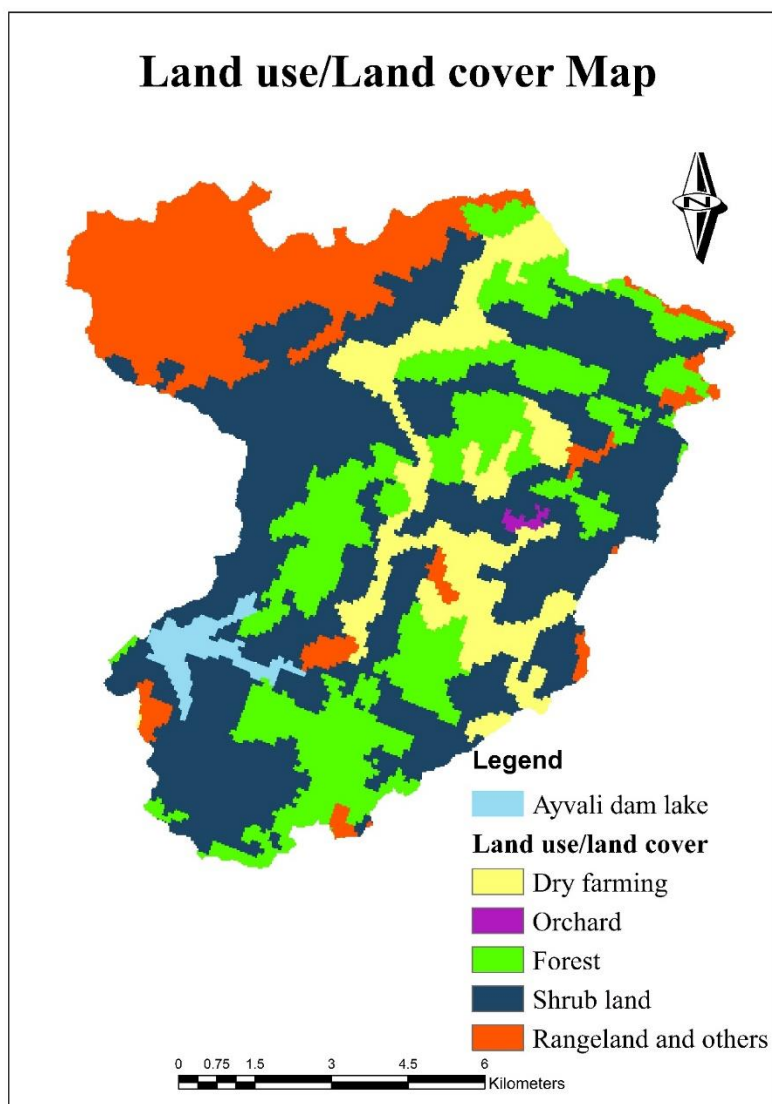 Land use/Land cover Map
N
Legend
Ayvali dam lake
Land use/land cover
Dry farming
Orchard
Forest
Shrub land
Rangeland and others
0 0.75 1.5 3 4.5 6
Kilometers